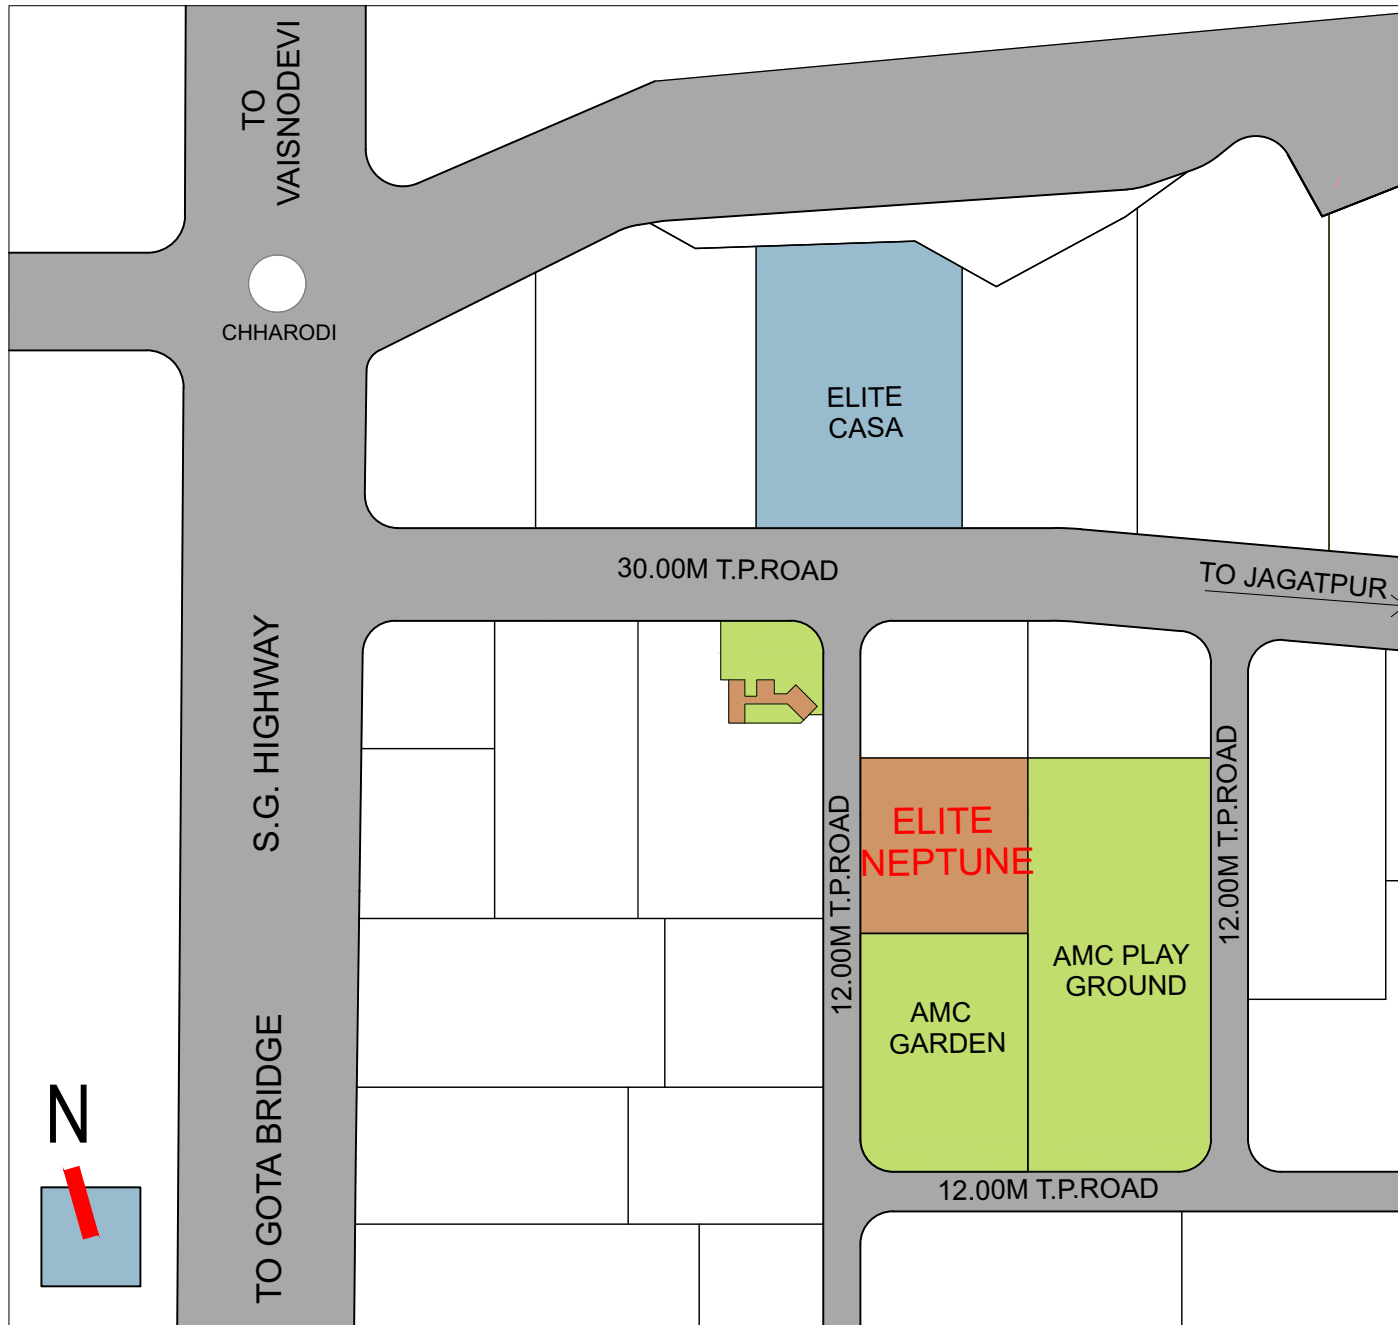 TO
VAISNODEVI
CHHARODI
ELITE
CASA
30.00M T.P.ROAD
TO JAGATPUR
S.G. HIGHWAY
12.00M T.P.ROAD
ELITE
NEPTUNE
12.00M T.P.ROAD
AMC PLAY
GROUND
AMC
GARDEN
TO GOTA BRIDGE
N
12.00M T.P.ROAD